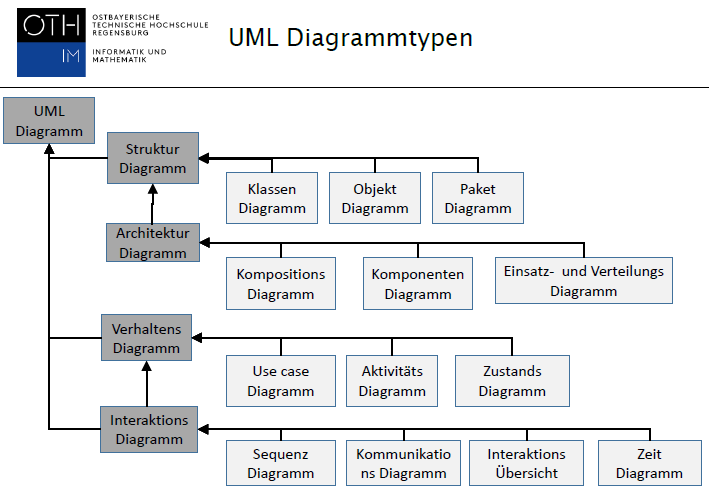 OTH
IM
OSTBAYERISCHE
TECHNISCHE HOCHSCHULE
REGENSBURG
INFORMATIK UND
MATHEMATIK
UML Diagrammtypen
UML
Diagramm
Struktur
Diagramm
Klassen
Diagramm
Objekt
Diagramm
Paket
Diagramm
Architektur
Diagramm
Kompositions
Diagramm
Komponenten
Diagramm
Einsatz- und Verteilungs
Diagramm
Verhaltens
Diagramm
Use case
Diagramm
Aktivitäts
Diagramm
Zustands
Diagramm
Interaktions
Diagramm
Sequenz
Diagramm
Kommunikatio
ns Diagramm
Interaktions
Übersicht
Zeit
Diagramm